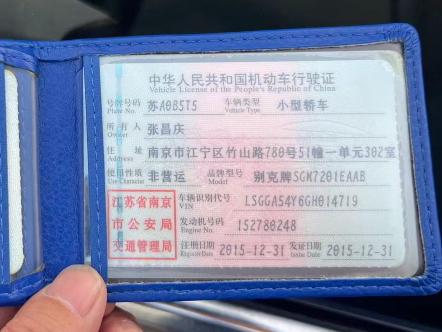 中华人民共和国机动车行驶证
Vehicle License of the People's Republic of China
号牌号码 苏A0B5T5 车辆类型 小型轿车
Plate No. Vehicle Type
所有人 张昌庆
Owner
住址 南京市江宁区竹山路780号51幢一单元302室
Address
使用性质 非营运 品牌型号 别克牌SGM7201EAAB
Use Character Model
江苏省南京 车辆识别代号 LSGGA54Y6GH014719
VIN
市公安局 发动机号码 152780248
Engine No.
交通管理局 注册日期 2015-12-31 发证日期 2015-12-31
Register Date Issue Date